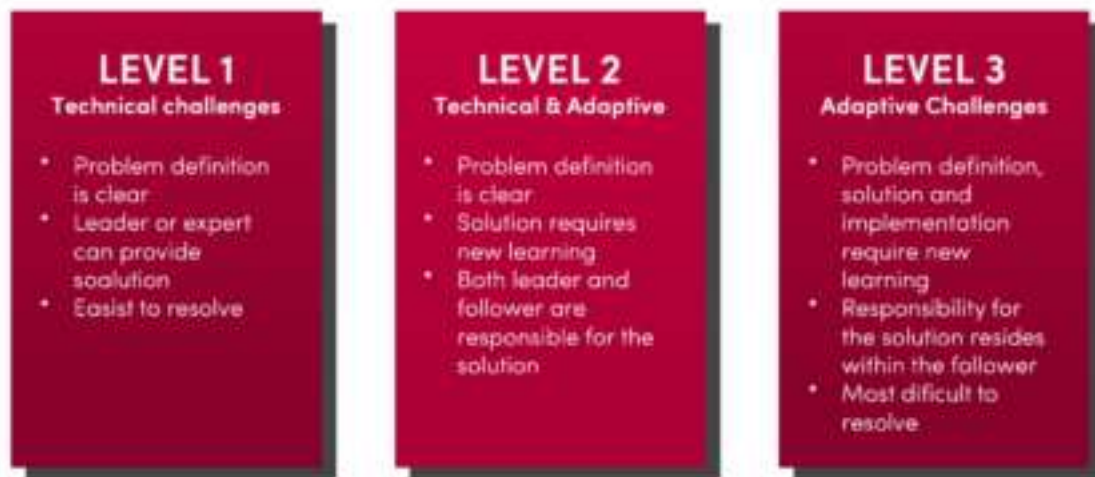 LEVEL 1
Technical challenges
• Problem definition
is clear
• Leader or expert
can provide
soalution
• Easist to resolve
LEVEL 2
Technical & Adaptive
• Problem definition
is clear
• Solution requires
new learning
• Both leader and
follower are
responsible for the
solution
LEVEL 3
Adaptive Challenges
• Problem definition,
solution and
implementation
require new
learning
• Responsibility for
the solution resides
within the follower
• Most dificult to
resolve